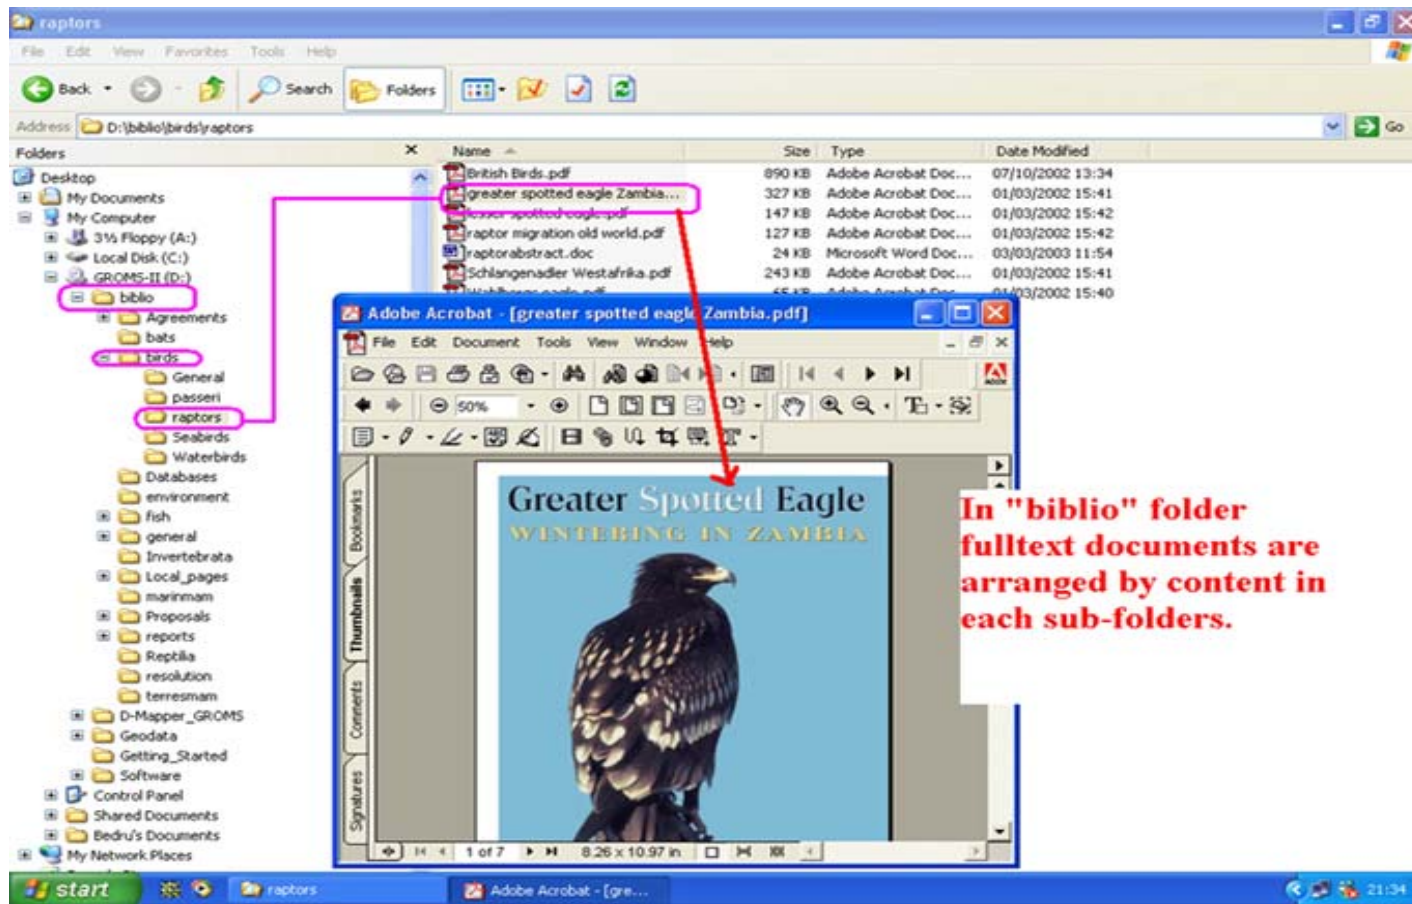 raptors
File Edit View Favorites Tools Help
Back Search Folders
Address D:\biblio\birds\raptors Go
Folders
Name Size Type Date Modified
Desktop
My Documents
My Computer
3½ Floppy (A:)
Local Disk (C:)
GROMS-II (D:)
biblio
Agreements
bats
birds
General
passeri
raptors
Seabirds
Waterbirds
Databases
environment
fish
general
Invertebrata
Local_pages
marinmam
Proposals
reports
Reptilia
resolution
terresmam
D-Mapper_GROMS
Geodata
Getting_Started
Software
Control Panel
Shared Documents
Bedru's Documents
My Network Places
British Birds.pdf 890 KB Adobe Acrobat Doc... 07/10/2002 13:34
greater spotted eagle Zambia... 327 KB Adobe Acrobat Doc... 01/03/2002 15:41
lesser spotted eagle.pdf 147 KB Adobe Acrobat Doc... 01/03/2002 15:42
raptor migration old world.pdf 127 KB Adobe Acrobat Doc... 01/03/2002 15:42
raptorabstract.doc 24 KB Microsoft Word Doc... 03/03/2003 11:54
Schlangenadler Westafrika.pdf 243 KB Adobe Acrobat Doc... 01/03/2002 15:41
65 KB Adobe Acrobat Doc... 01/03/2002 15:40
Adobe Acrobat - [greater spotted eagle Zambia.pdf]
File Edit Document Tools View Window Help
50%
Bookmarks
Thumbnails
Comments
Signatures
Greater Spotted Eagle
WINTERING IN ZAMBIA
1 of 7 8.26 x 10.97 in
In "biblio" folder
fulltext documents are
arranged by content in
each sub-folders.
start raptors Adobe Acrobat - [gre... 21:34